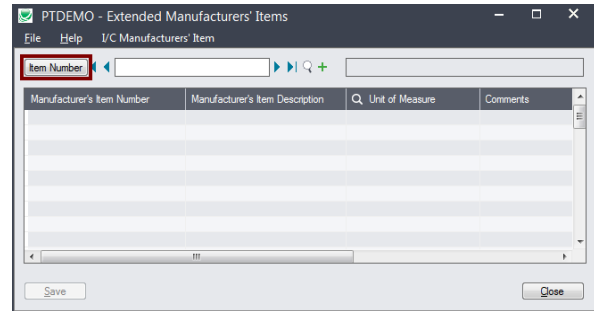 PTDEMO - Extended Manufacturers' Items
File Help I/C Manufacturers' Item
Item Number
Manufacturer's Item Number Manufacturer's Item Description Unit of Measure Comments
Save Close